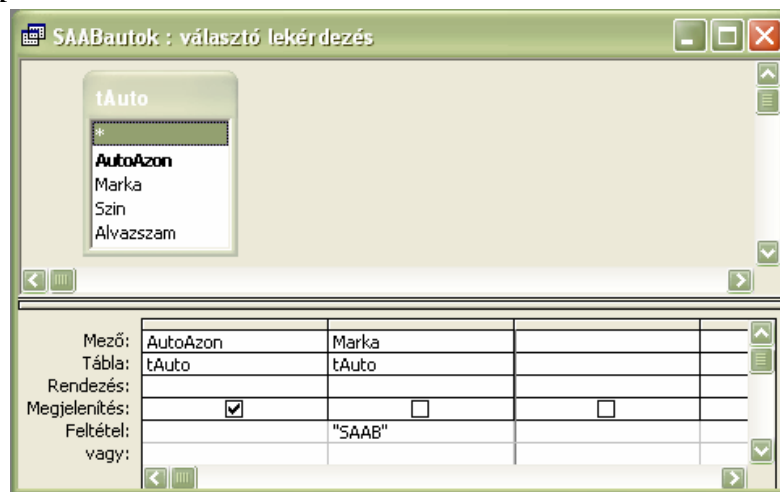 SAABautok : választó lekérdezés
tAuto
*
AutoAzon
Marka
Szin
Alvazszam
Mező: AutoAzon Marka
Tábla: tAuto tAuto
Rendezés:
Megjelenítés:
Feltétel: "SAAB"
vagy: